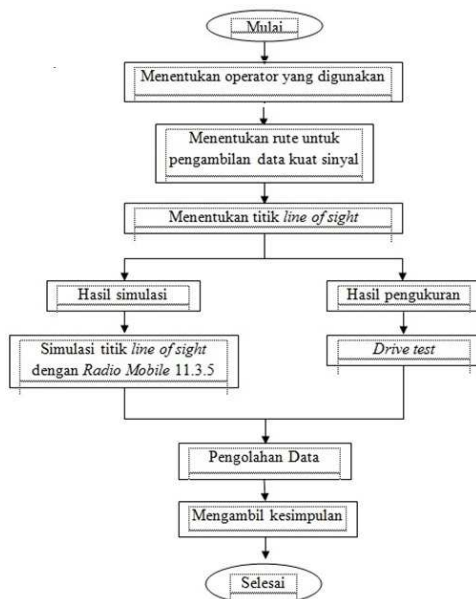 Mulai
Menentukan operator yang digunakan
Menentukan rute untuk
pengambilan data kuat sinyal
Menentukan titik line of sight
Hasil simulasi
Hasil pengukuran
Simulasi titik line of sight
dengan Radio Mobile 11.3.5
Drive test
Pengolahan Data
Mengambil kesimpulan
Selesai